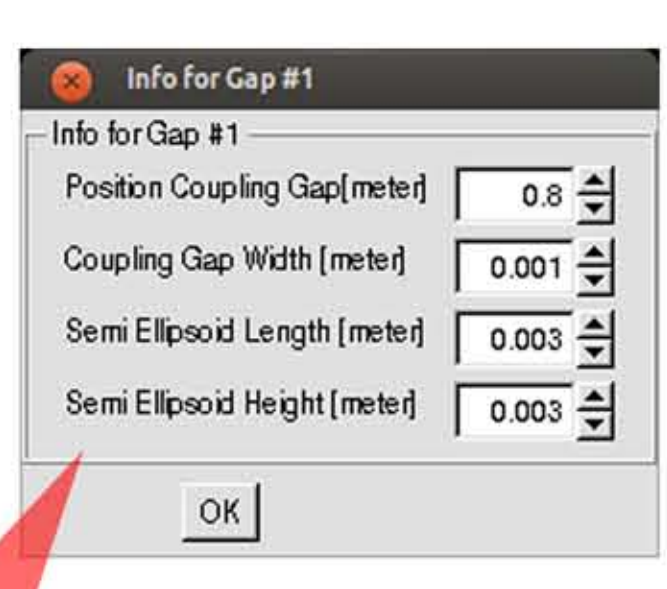 Info for Gap #1
Info for Gap #1
Position Coupling Gap[meter] 0.8
Coupling Gap Width [meter] 0.001
Semi Ellipsoid Length [meter] 0.003
Semi Ellipsoid Height [meter] 0.003
OK